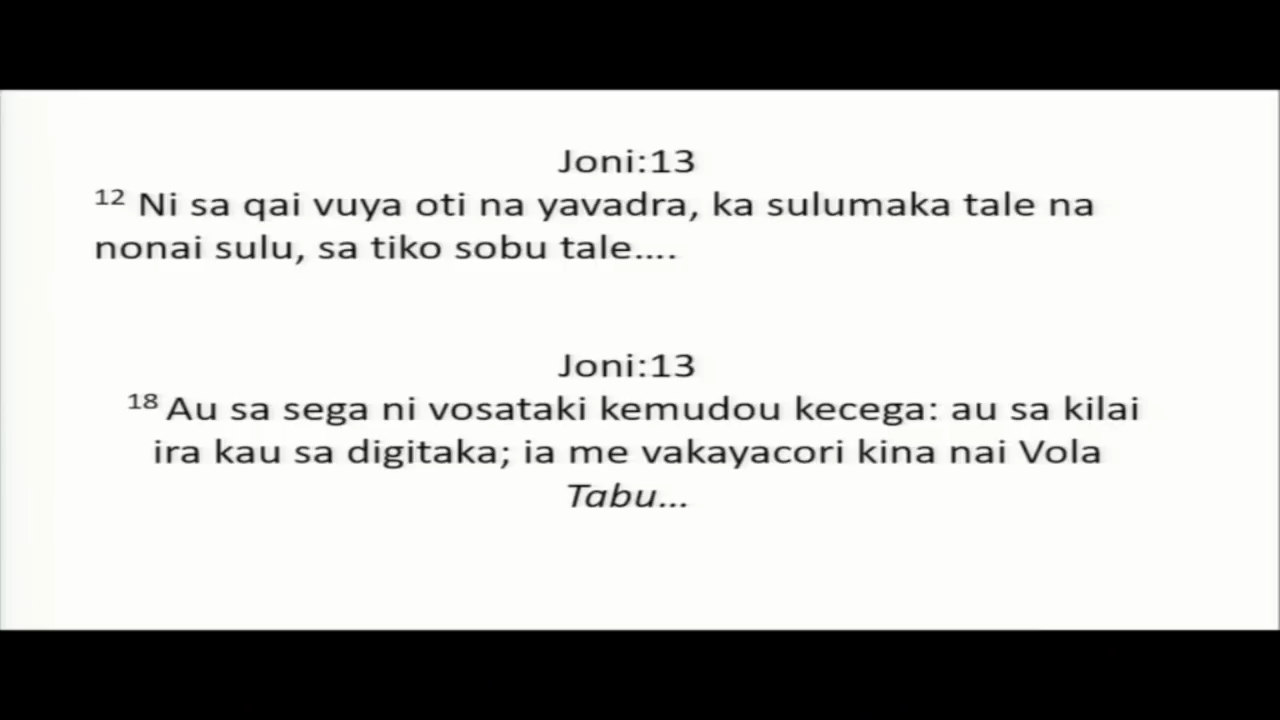 Joni:13
12 Ni sa qai vuya oti na yavadra, ka sulumaka tale na
nonai sulu, sa tiko sobu tale....
Joni:13
18 Au sa sega ni vosataki kemudou kecega: au sa kilai
ira kau sa digitaka; ia me vakayacori kina nai Vola
Tabu...